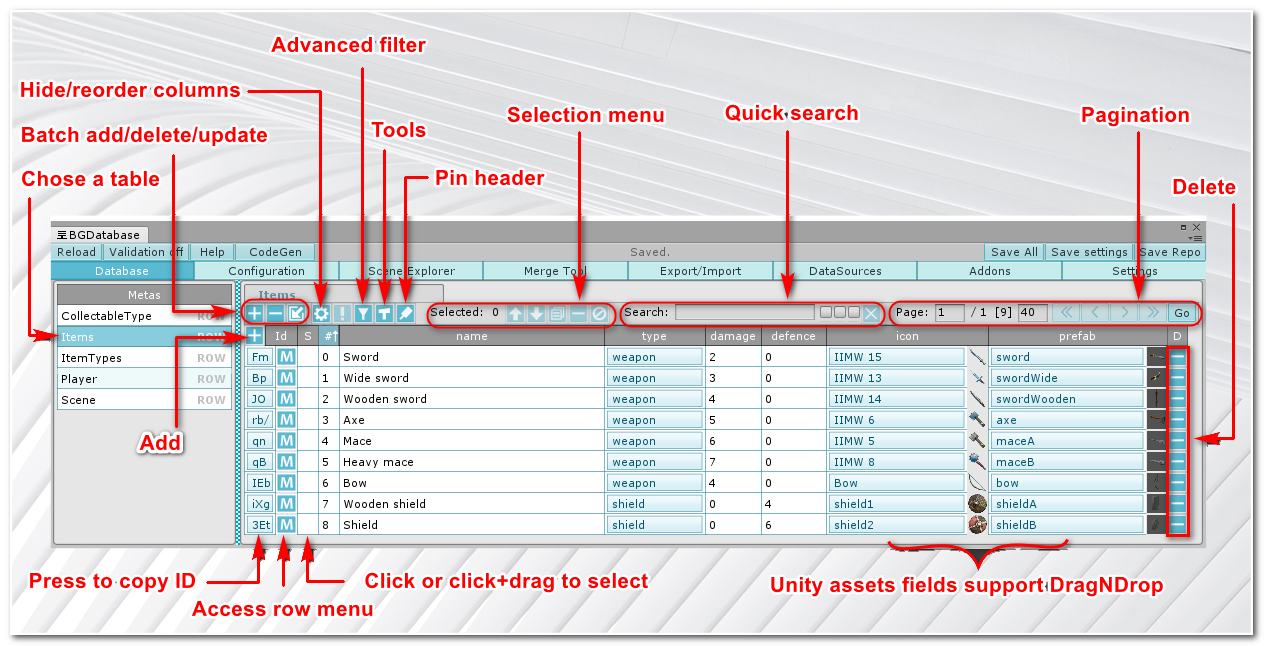 Advanced filter
Hide/reorder columns
Batch add/delete/update
Chose a table
Tools
Pin header
Selection menu
Quick search
Pagination
Delete
BGDatabase
Reload Validation off Help CodeGen Saved. Save All Save settings Save Repo
Database Configuration Scene Explorer Merge Tool Export/Import DataSources Addons Settings
Metas
CollectableType ROW
Items
ItemTypes ROW
Player ROW
Scene ROW
Items
Selected: 0 Search: Page: 1 / 1 [9] 40 Go
Id S # name type damage defence icon prefab D
Fm M 0 Sword weapon 2 0 IIMW 15 sword
Bp M 1 Wide sword weapon 3 0 IIMW 13 swordWide
JO M 2 Wooden sword weapon 4 0 IIMW 14 swordWooden
rb/ M 3 Axe weapon 5 0 IIMW 6 axe
qn M 4 Mace weapon 6 0 IIMW 5 maceA
qB M 5 Heavy mace weapon 7 0 IIMW 8 maceB
IEb M 6 Bow weapon 4 0 Bow bow
iXg M 7 Wooden shield shield 0 4 shield1 shieldA
3Et M 8 Shield shield 0 6 shield2 shieldB
Add
Press to copy ID
Access row menu
Click or click+drag to select
Unity assets fields support DragNDrop